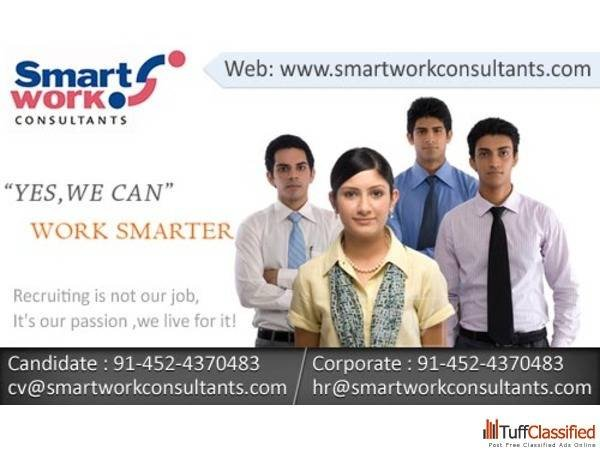 Smart
work
CONSULTANTS
Web: www.smartworkconsultants.com
“YES,WE CAN”
WORK SMARTER
Recruiting is not our job,
It's our passion ,we live for it!
Candidate : 91-452-4370483
cv@smartworkconsultants.com
Corporate : 91-452-4370483
hr@smartworkconsultants.com
TuffClassified
Post Free Classified Ads Online